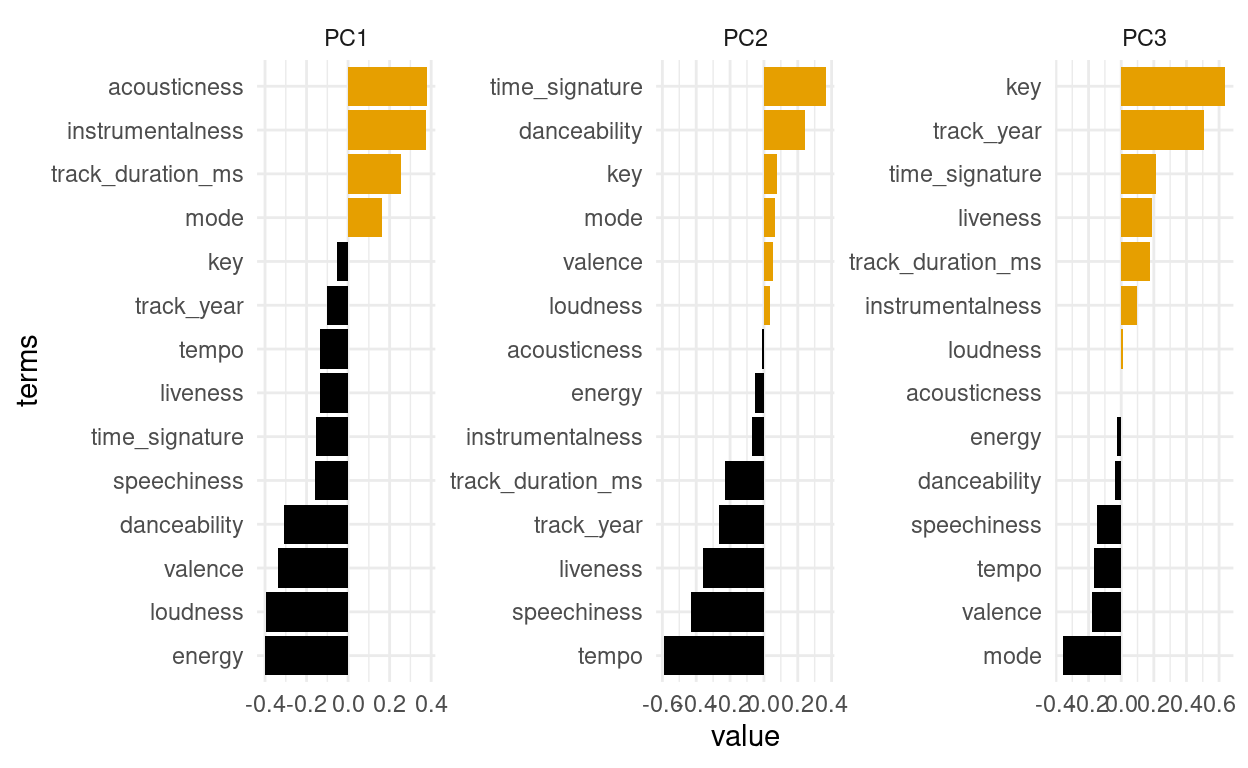 PC1
PC2
PC3
terms
acousticness
instrumentalness
track_duration_ms
mode
key
track_year
tempo
liveness
time_signature
speechiness
danceability
valence
loudness
energy
-0.4 -0.2 0.0 0.2 0.4
time_signature
danceability
key
mode
valence
loudness
acousticness
energy
instrumentalness
track_duration_ms
track_year
liveness
speechiness
tempo
-0.6 -0.4 -0.2 0.0 0.2 0.4
key
track_year
time_signature
liveness
track_duration_ms
instrumentalness
loudness
acousticness
energy
danceability
speechiness
tempo
valence
mode
-0.4 -0.2 0.0 0.2 0.4 0.6
value